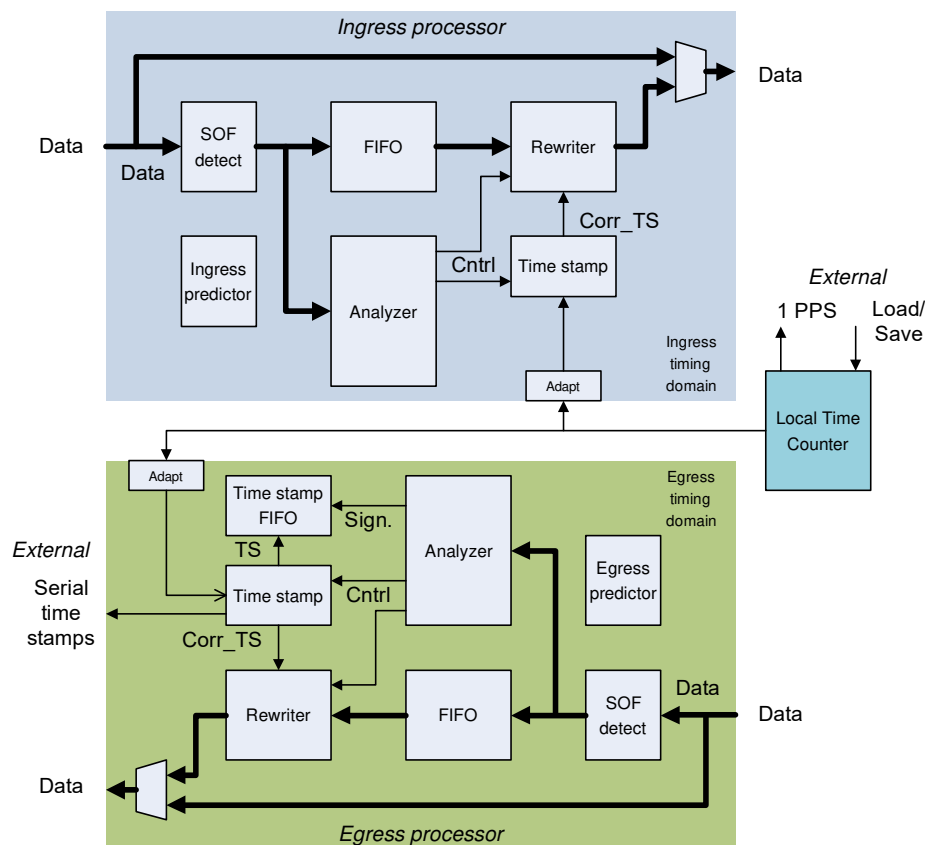 Ingress processor
Data
Data
Data
SOF
detect
FIFO
Rewriter
Corr_TS
Ingress
predictor
Analyzer
Cntrl
Time stamp
External
1 PPS
Load/
Save
Ingress
timing
domain
Adapt
Local Time
Counter
Adapt
Egress
timing
domain
Time stamp
FIFO
Sign.
Analyzer
TS
Egress
predictor
External
Serial
time
stamps
Time stamp
Cntrl
Corr_TS
Rewriter
FIFO
SOF
detect
Data
Data
Data
Egress processor